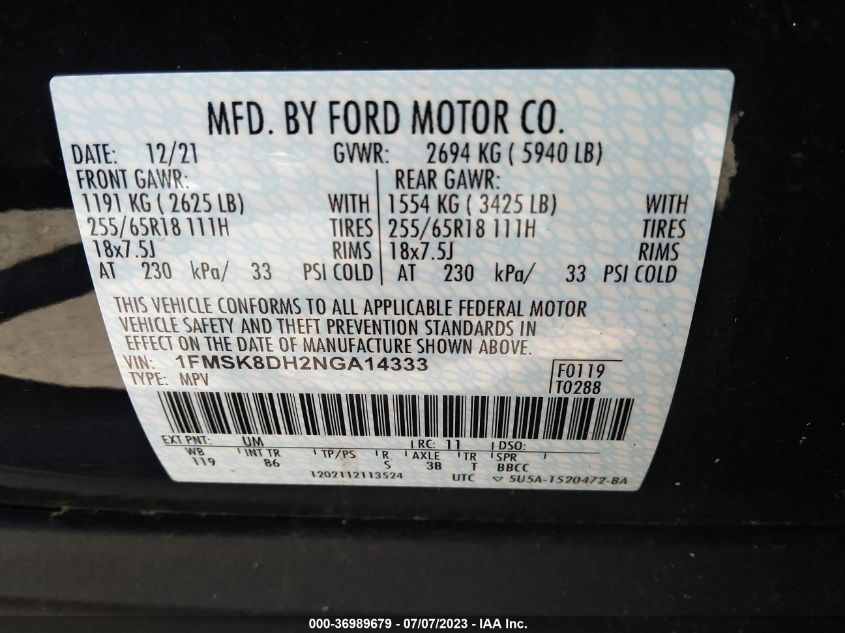 MFD. BY FORD MOTOR CO.
DATE: 12/21 GVWR: 2694 KG ( 5940 LB)
FRONT GAWR: REAR GAWR:
1191 KG ( 2625 LB) WITH 1554 KG ( 3425 LB) WITH
255/65R18 111H TIRES 255/65R18 111H TIRES
18x7.5J RIMS 18x7.5J RIMS
AT 230 kPa/ 33 PSI COLD AT 230 kPa/ 33 PSI COLD
THIS VEHICLE CONFORMS TO ALL APPLICABLE FEDERAL MOTOR
VEHICLE SAFETY AND THEFT PREVENTION STANDARDS IN
EFFECT ON THE DATE OF MANUFACTURE SHOWN ABOVE.
VIN: 1FMSK8DH2NGA14333 F0119
TYPE: MPV T0288
EXT PNT: UM RC: 11 DSO:
WB INT TR TP/PS R AXLE TR SPR
119 86 S 3B T BBCC
1202112113524 UTC ▽ 5U5A-1520472-BA
000-36989679 - 07/07/2023 - IAA Inc.